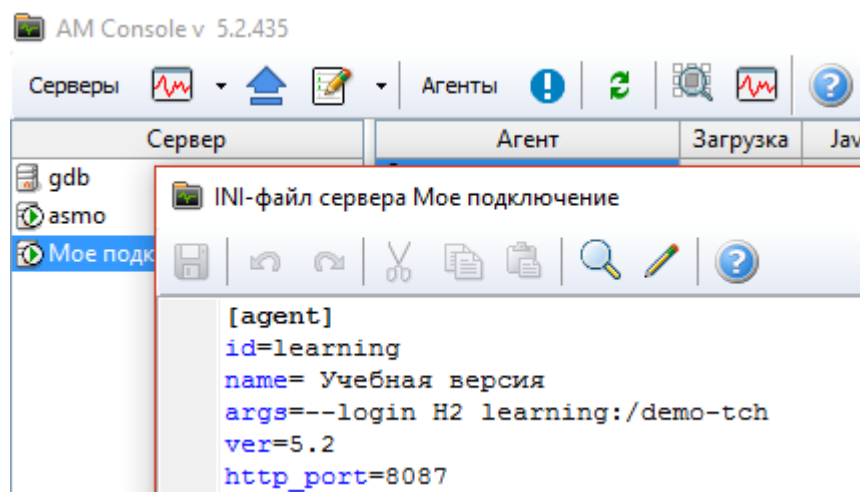 AM Console v 5.2.435
Серверы Агенты
Сервер Агент Загрузка
gdb
INI-файл сервера Мое подключение
asmo
Мое
[agent]
id=learning
name= Учебная версия
args=--login H2 learning:/demo-tch
ver=5.2
http_port=8087